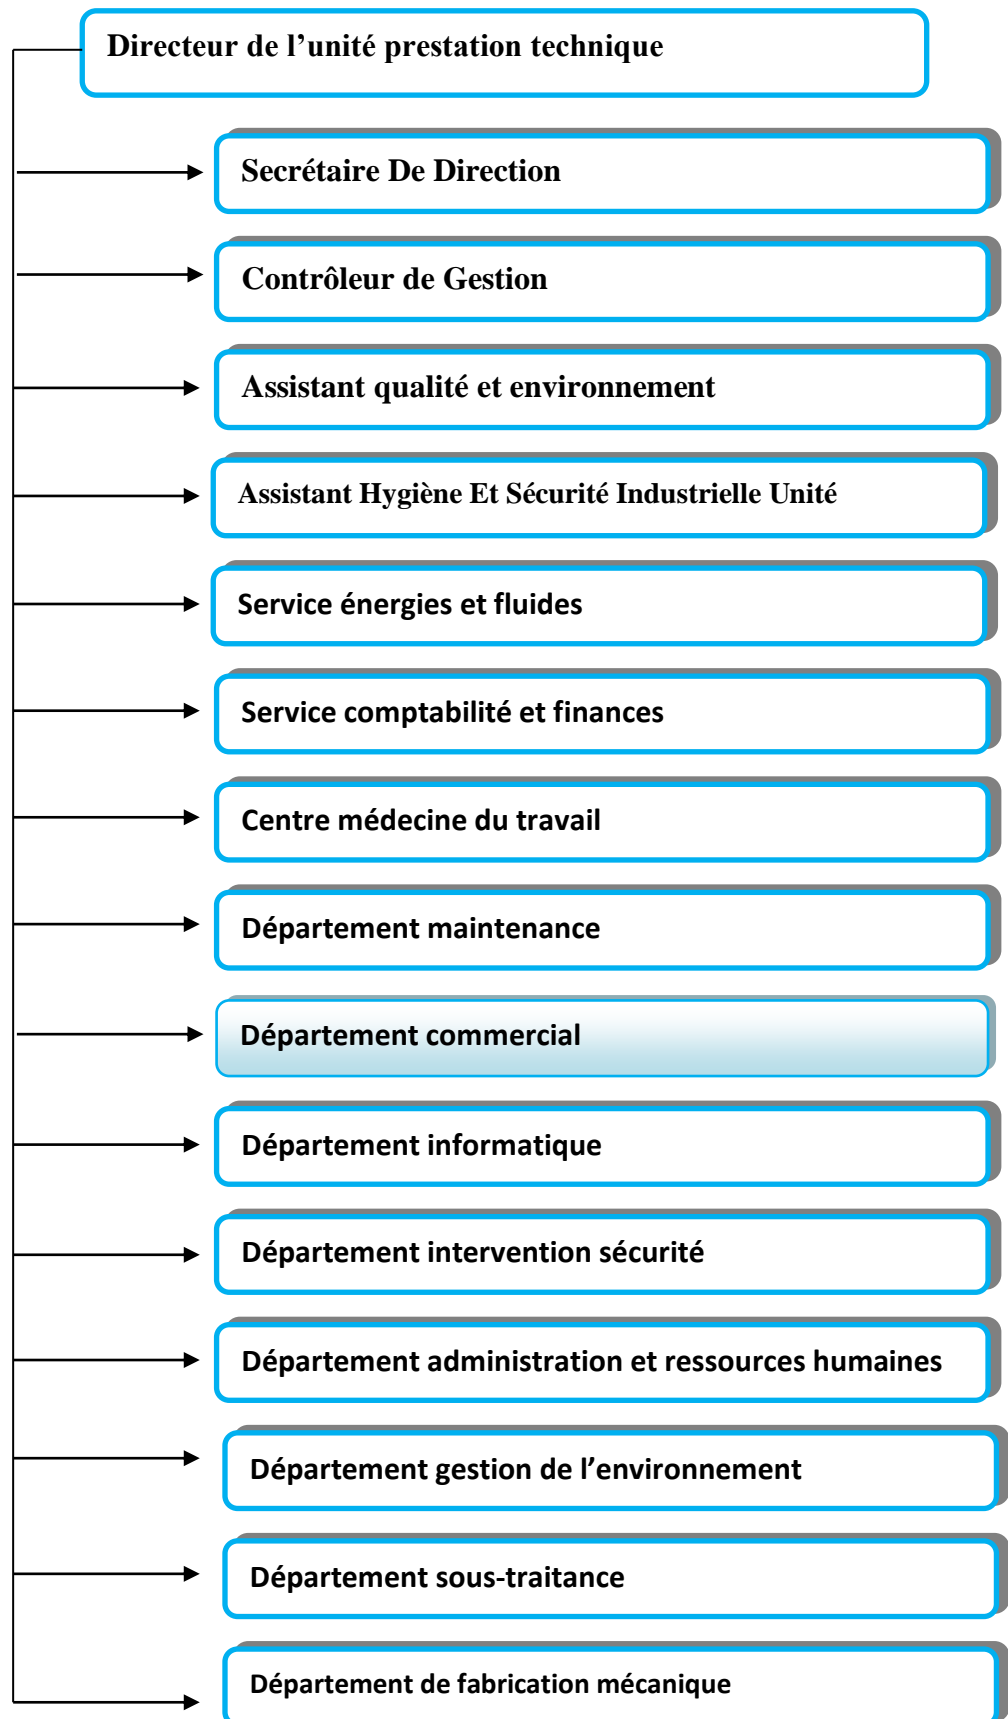 Directeur de l’unité prestation technique
Secrétaire De Direction
Contrôleur de Gestion
Assistant qualité et environnement
Assistant Hygiène Et Sécurité Industrielle Unité
Service énergies et fluides
Service comptabilité et finances
Centre médecine du travail
Département maintenance
Département commercial
Département informatique
Département intervention sécurité
Département administration et ressources humaines
Département gestion de l’environnement
Département sous-traitance
Département de fabrication mécanique